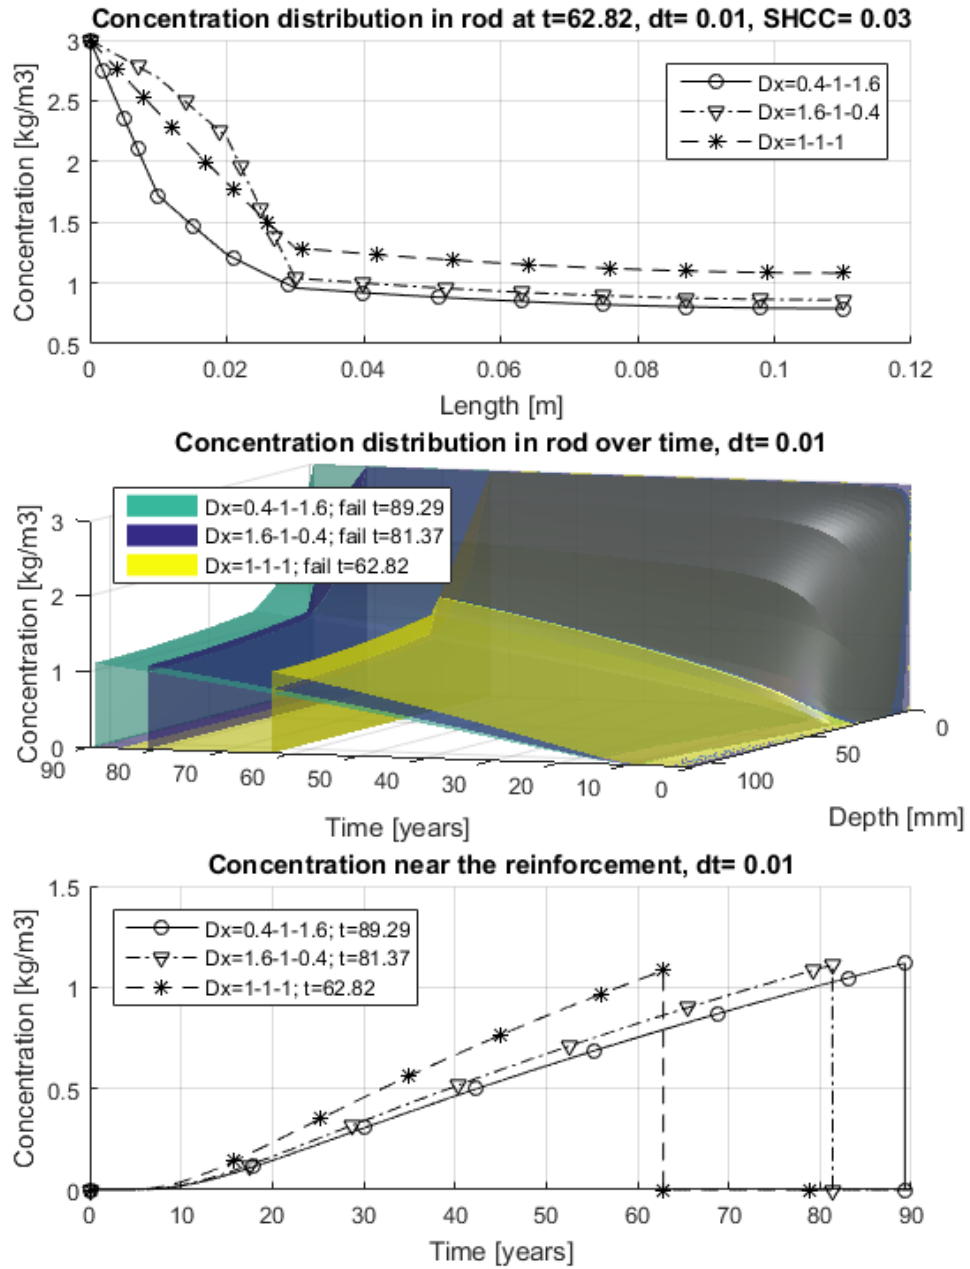 Concentration distribution in rod at t=62.82, dt= 0.01, SHCC= 0.03
Concentration [kg/m3]
3
2.5
2
1.5
1
0.5
Dx=0.4-1-1.6
Dx=1.6-1-0.4
Dx=1-1-1
0 0.02 0.04 0.06 0.08 0.1 0.12
Length [m]
Concentration distribution in rod over time, dt= 0.01
Concentration [kg/m3]
3
2
1
0
Dx=0.4-1-1.6; fail t=89.29
Dx=1.6-1-0.4; fail t=81.37
Dx=1-1-1; fail t=62.82
90 80 70 60 50 40 30 20 10 0
100 50 0
Time [years]
Depth [mm]
Concentration near the reinforcement, dt= 0.01
Concentration [kg/m3]
1.5
1
0.5
0
Dx=0.4-1-1.6; t=89.29
Dx=1.6-1-0.4; t=81.37
Dx=1-1-1; t=62.82
0 10 20 30 40 50 60 70 80 90
Time [years]